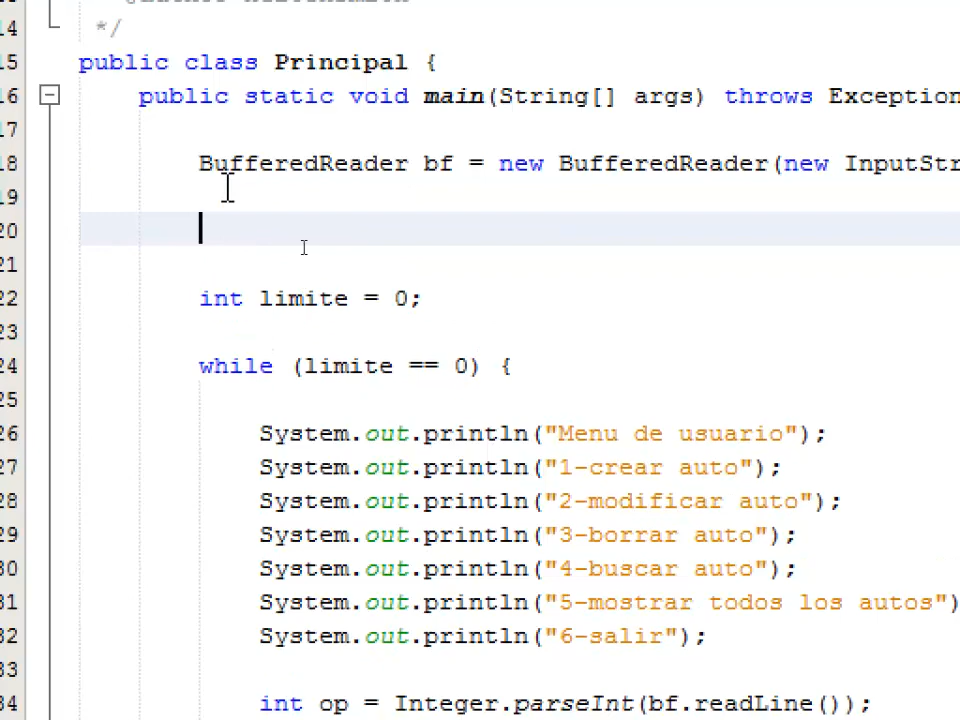 14 */
15 public class Principal {
16 public static void main(String[] args) throws Exception
17
18 BufferedReader bf = new BufferedReader(new InputStr
19
20
21
22 int limite = 0;
23
24 while (limite == 0) {
25
26 System.out.println("Menu de usuario");
27 System.out.println("1-crear auto");
28 System.out.println("2-modificar auto");
29 System.out.println("3-borrar auto");
30 System.out.println("4-buscar auto");
31 System.out.println("5-mostrar todos los autos")
32 System.out.println("6-salir");
33
34 int op = Integer.parseInt(bf.readLine());